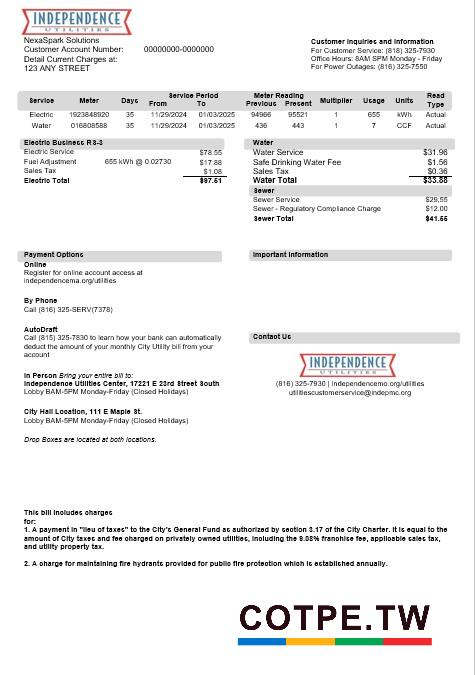 INDEPENDENCE
UTILITIES
NexaSpark Solutions
Customer Account Number: 00000000-0000000
Detail Current Charges at:
123 ANY STREET
Customer Inquiries and Information
For Customer Service: (818) 325-7930
Office Hours: 8AM SPM Monday - Friday
For Power Outages: (816) 325-7550
Service Meter Days Service Period From To Meter Reading Previous Present Multiplier Usage Units Read Type
Electric 1923848920 35 11/29/2024 01/03/2025 94966 95521 1 655 kWh Actual
Water 016808588 35 11/29/2024 01/03/2025 436 443 1 7 CCF Actual
Electric Business RS-3
Electric Service $78.55
Fuel Adjustment 655 kWh @ 0.02730 $17.88
Sales Tax $1.08
Electric Total $97.51
Water
Water Service $31.96
Safe Drinking Water Fee $1.56
Sales Tax $0.36
Water Total $33.88
Sewer
Sewer Service $29,55
Sewer - Regulatory Compliance Charge $12.00
Sewer Total $41.55
Payment Options
Online
Register for online account access at
independencema.org/utilities
By Phone
Call (816) 325-SERV(7378)
AutoDraft
Call (815) 325-7830 to learn how your bank can automatically
deduct the amount of your monthly City Utility bill from your
account
In Person Bring your entire bill to:
Independence Utilities Center, 17221 E 23rd Street South
Lobby 8AM-5PM Monday-Friday (Closed Holidays)
City Hall Location, 111 E Maple St.
Lobby 8AM-5PM Monday-Friday (Closed Holidays)
Drop Boxes are located at both locations.
Important Information
Contact Us
INDEPENDENCE
UTILITIES
(816) 325-7930 | Independencemo.org/utilities
utilitiescustomerservice@indepmc.org
This bill includes charges
for:
1. A payment in "lieu of taxes" to the City's General Fund as authorized by section 3.17 of the City Charter. It is equal to the
amount of City taxes and fee charged on privately owned utilities, including the 9.08% franchise fee, applicable sales tax,
and utility property tax.
2. A charge for maintaining fire hydrants provided for public fire protection which is established annually.
COTPE.TW